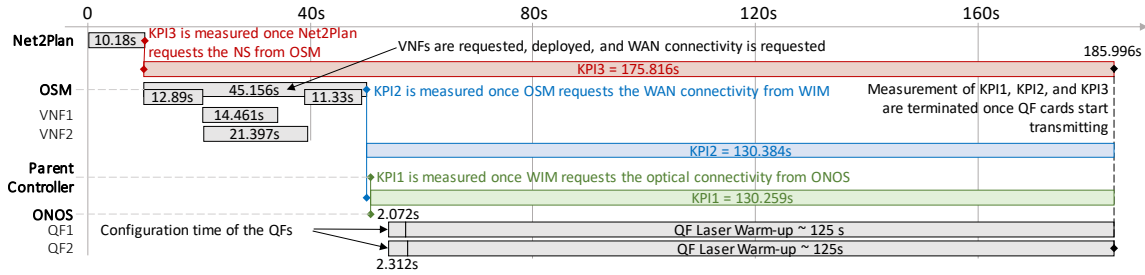 0 40s 80s 120s 160s
Net2Plan
10.18s
KPI3 is measured once Net2Plan
requests the NS from OSM
VNFs are requested, deployed, and WAN connectivity is requested
185.996s
KPI3 = 175.816s
OSM
45.156s
12.89s
11.33s
KPI2 is measured once OSM requests the WAN connectivity from WIM
Measurement of KPI1, KPI2, and KPI3
are terminated once QF cards start
transmitting
VNF1
14.461s
VNF2
21.397s
KPI2 = 130.384s
Parent
Controller
KPI1 is measured once WIM requests the optical connectivity from ONOS
KPI1 = 130.259s
ONOS
2.072s
QF1
Configuration time of the QFs
QF Laser Warm-up ~ 125 s
QF2
QF Laser Warm-up ~ 125s
2.312s